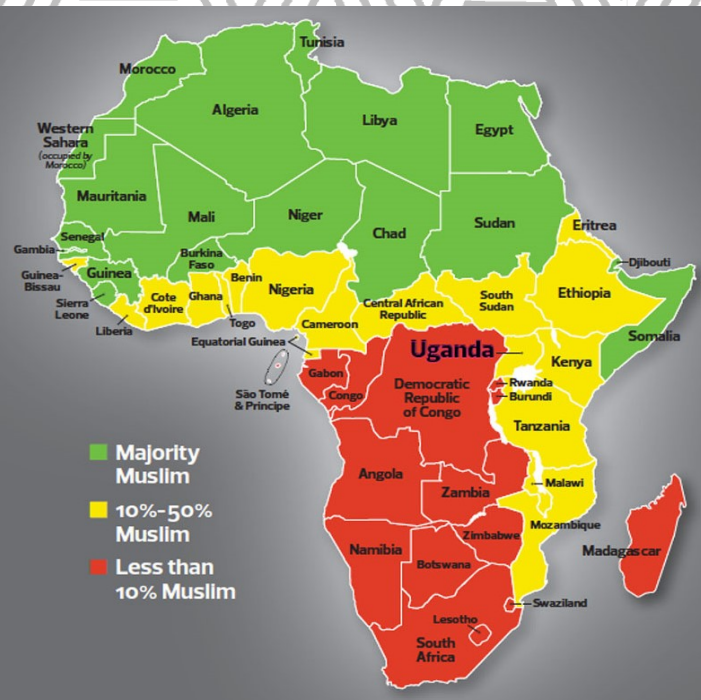 Tunisia
Morocco
Algeria
Libya
Egypt
Western
Sahara
(occupied by
Morocco)
Mauritania
Mali
Niger
Chad
Sudan
Eritrea
Senegal
Gambia
Guinea-
Bissau
Guinea
Burkina
Faso
Djibouti
Sierra
Leone
Liberia
Cote
d'Ivoire
Ghana
Benin
Togo
Nigeria
Cameroon
Central African
Republic
South
Sudan
Ethiopia
Somalia
Equatorial Guinea
Uganda
Kenya
Gabon
Congo
Democratic
Republic
of Congo
Rwanda
Burundi
São Tomé
& Principe
Tanzania
Majority
Muslim
10%-50%
Muslim
Less than
10% Muslim
Angola
Zambia
Malawi
Mozambique
Zimbabwe
Madagascar
Namibia
Botswana
Swaziland
Lesotho
South
Africa